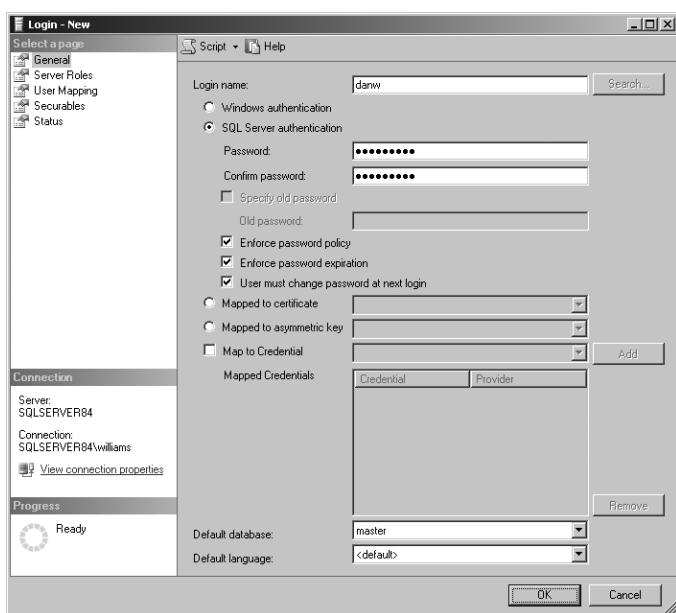 Login - New
Select a page
General
Server Roles
User Mapping
Securables
Status
Script Help
Login name: danw Search...
Windows authentication
SQL Server authentication
Password: •••••••••
Confirm password: •••••••••
Specify old password
Old password:
Enforce password policy
Enforce password expiration
User must change password at next login
Mapped to certificate
Mapped to asymmetric key
Map to Credential Add
Mapped Credentials Credential Provider
Remove
Default database: master
Default language: <default>
Connection
Server:
SQLSERVER84
Connection:
SQLSERVER84\williams
View connection properties
Progress
Ready
OK Cancel